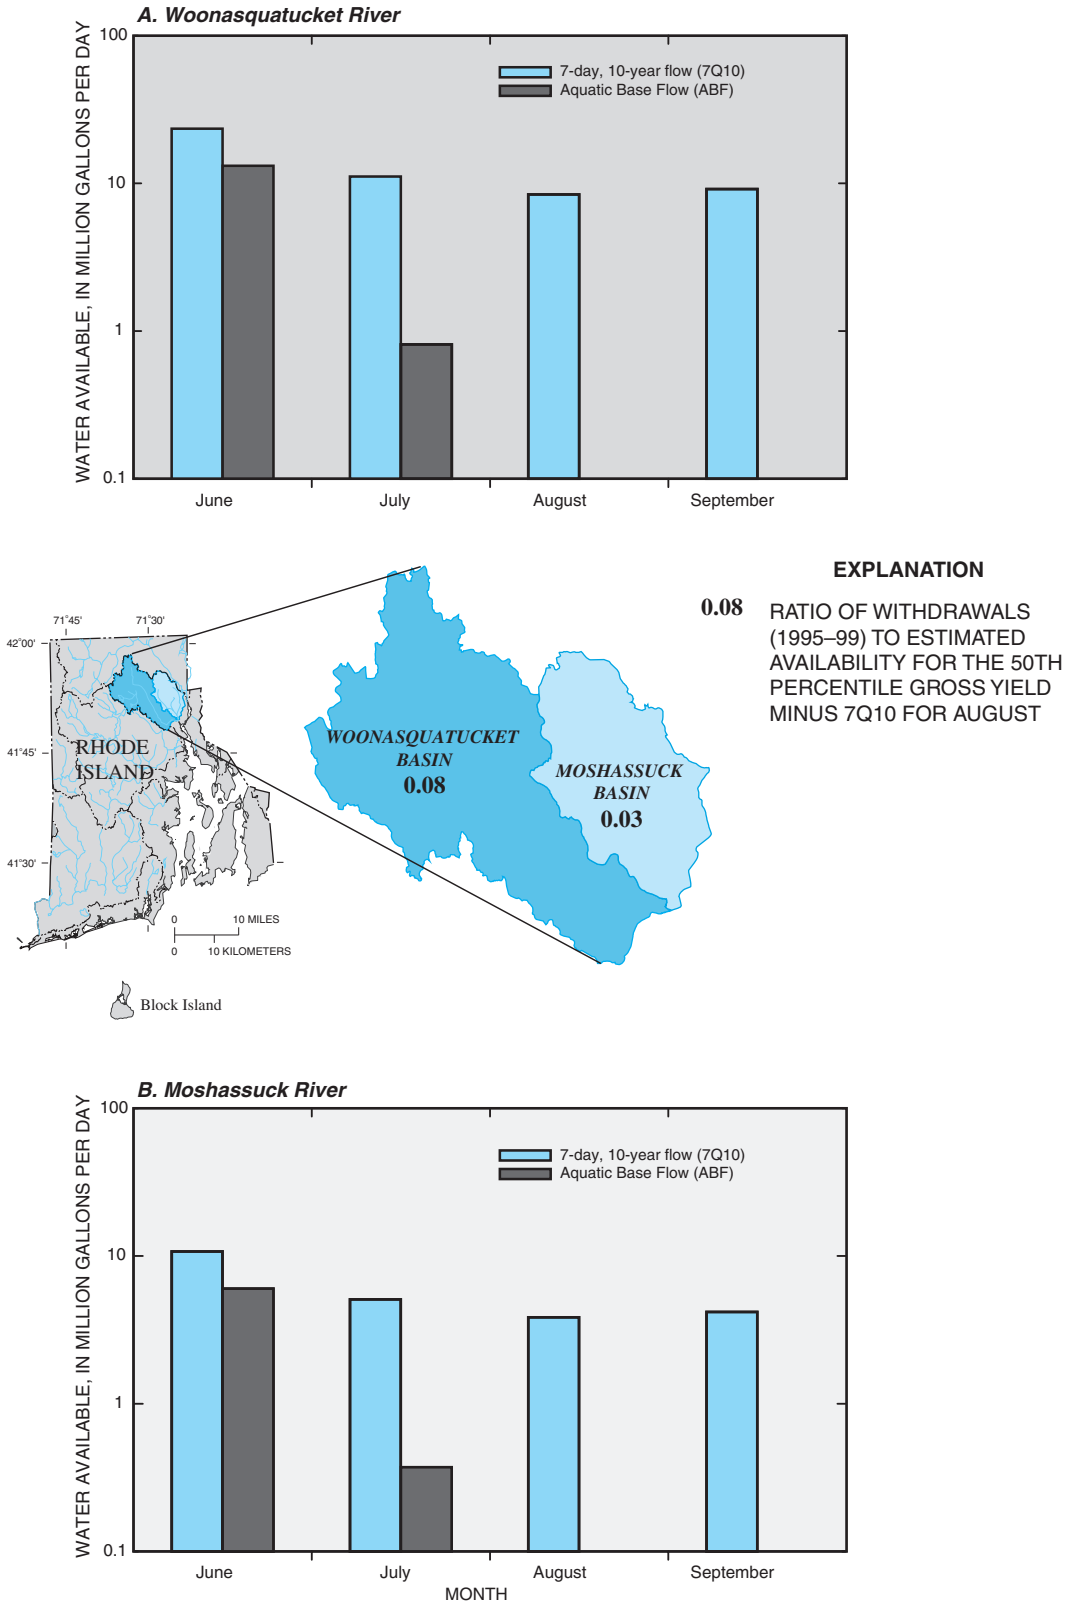 A. Woonasquatucket River
WATER AVAILABLE, IN MILLION GALLONS PER DAY
100
10
1
0.1
7-day, 10-year flow (7Q10)
Aquatic Base Flow (ABF)
June July August September
EXPLANATION
0.08 RATIO OF WITHDRAWALS
(1995–99) TO ESTIMATED
AVAILABILITY FOR THE 50TH
PERCENTILE GROSS YIELD
MINUS 7Q10 FOR AUGUST
71°45' 71°30'
42°00'
41°45'
41°30'
RHODE
ISLAND
0 10 MILES
0 10 KILOMETERS
Block Island
WOONASQUATUCKET
BASIN
0.08
MOSHASSUCK
BASIN
0.03
B. Moshassuck River
WATER AVAILABLE, IN MILLION GALLONS PER DAY
100
10
1
0.1
7-day, 10-year flow (7Q10)
Aquatic Base Flow (ABF)
June July August September
MONTH